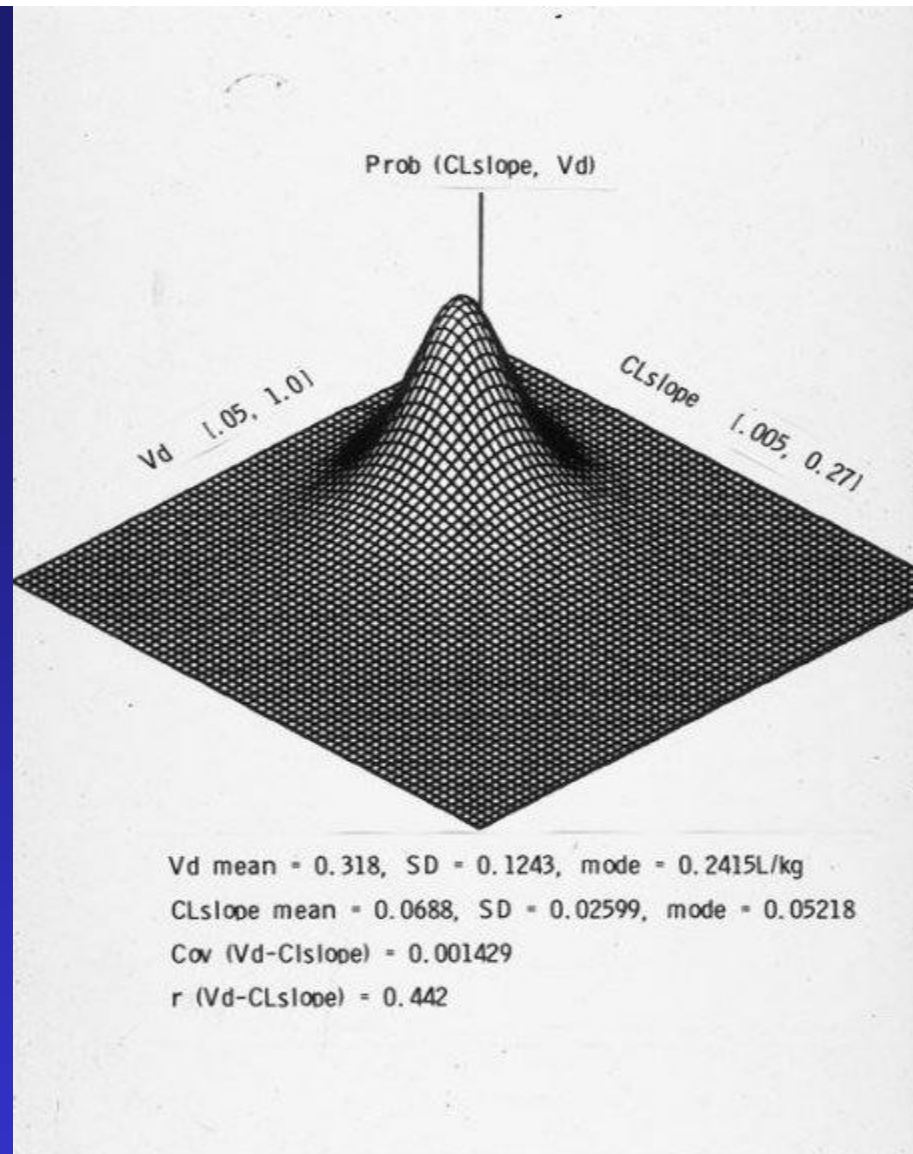 Prob (CLslope, Vd)
Vd [.05, 1.0]
CLslope [.005, 0.27]
Vd mean = 0.318, SD = 0.1243, mode = 0.2415L/kg
CLslope mean = 0.0688, SD = 0.02599, mode = 0.05218
Cov (Vd-Clslope) = 0.001429
r (Vd-CLslope) = 0.442